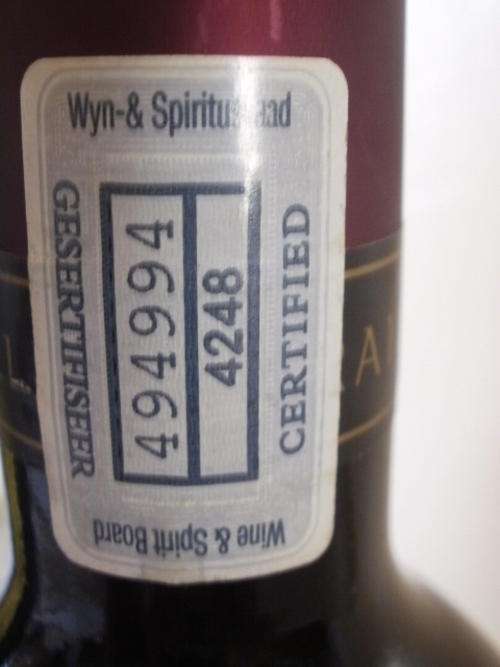 Wyn-& Spiritus
GESERTIFISEER
494994
4248
CERTIFIED
Wine & Spirit Board